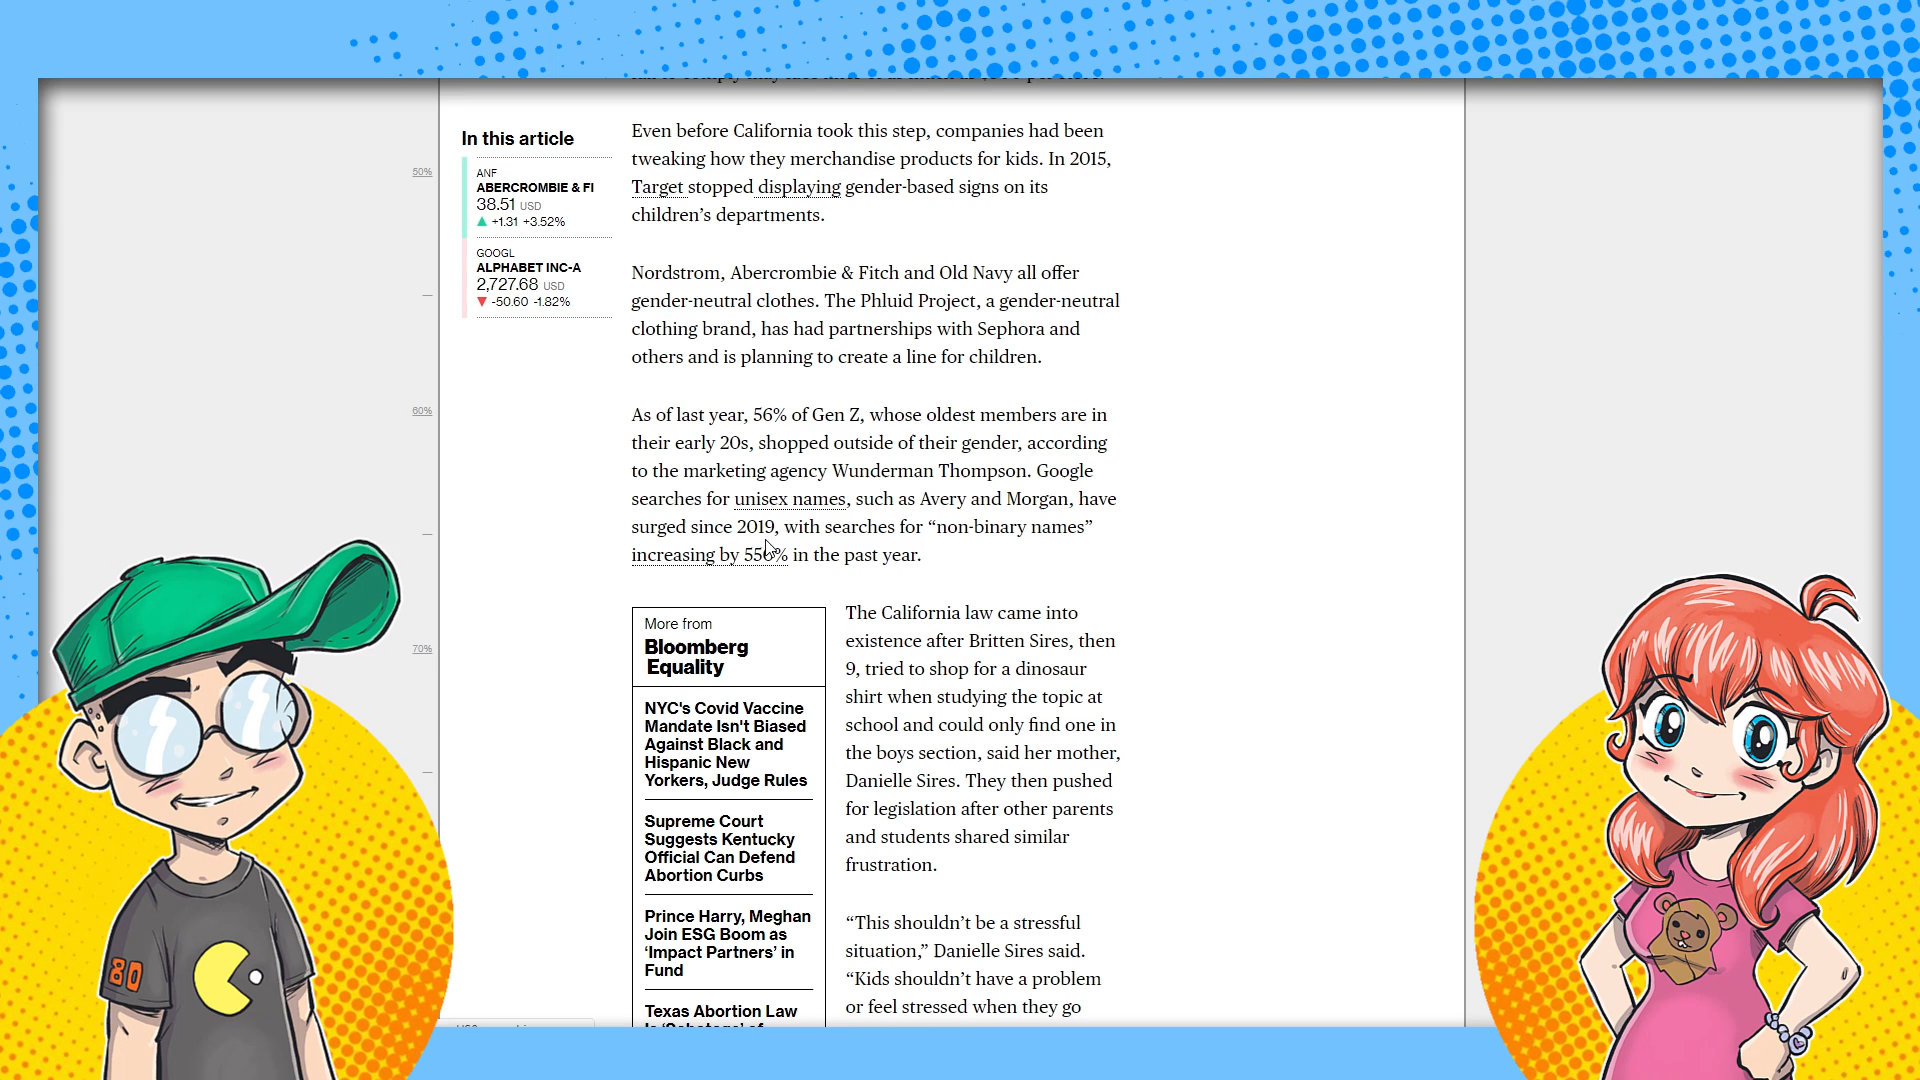 In this article
ANF
ABERCROMBIE & FI
38.51 USD
+1.31 +3.52%
GOOGL
ALPHABET INC-A
2,727.68 USD
-50.60 -1.82%
50%
60%
70%
Even before California took this step, companies had been
tweaking how they merchandise products for kids. In 2015,
Target stopped displaying gender-based signs on its
children’s departments.
Nordstrom, Abercrombie & Fitch and Old Navy all offer
gender-neutral clothes. The Phluid Project, a gender-neutral
clothing brand, has had partnerships with Sephora and
others and is planning to create a line for children.
As of last year, 56% of Gen Z, whose oldest members are in
their early 20s, shopped outside of their gender, according
to the marketing agency Wunderman Thompson. Google
searches for unisex names, such as Avery and Morgan, have
surged since 2019, with searches for “non-binary names”
increasing by in the past year.
More from
Bloomberg
Equality
NYC's Covid Vaccine
Mandate Isn't Biased
Against Black and
Hispanic New
Yorkers, Judge Rules
Supreme Court
Suggests Kentucky
Official Can Defend
Abortion Curbs
Prince Harry, Meghan
Join ESG Boom as
‘Impact Partners’ in
Fund
Texas Abortion Law
The California law came into
existence after Britten Sires, then
9, tried to shop for a dinosaur
shirt when studying the topic at
school and could only find one in
the boys section, said her mother,
Danielle Sires. They then pushed
for legislation after other parents
and students shared similar
frustration.
“This shouldn’t be a stressful
situation,” Danielle Sires said.
“Kids shouldn’t have a problem
or feel stressed when they go
80